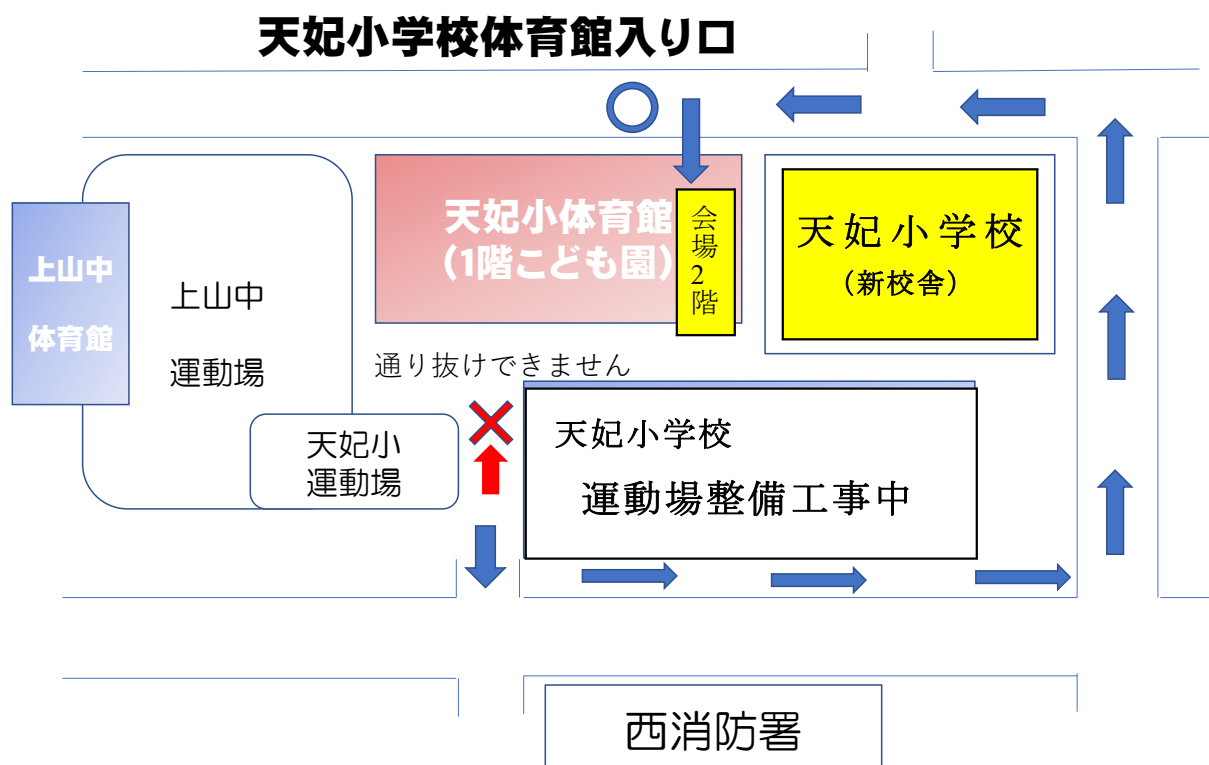 天妃小学校体育館入り口
天妃小体育館
（1階こども園）
会場2階
天妃小学校
（新校舎）
上山中
体育館
上山中
運動場
通り抜けできません
天妃小
運動場
天妃小学校
運動場整備工事中
西消防署